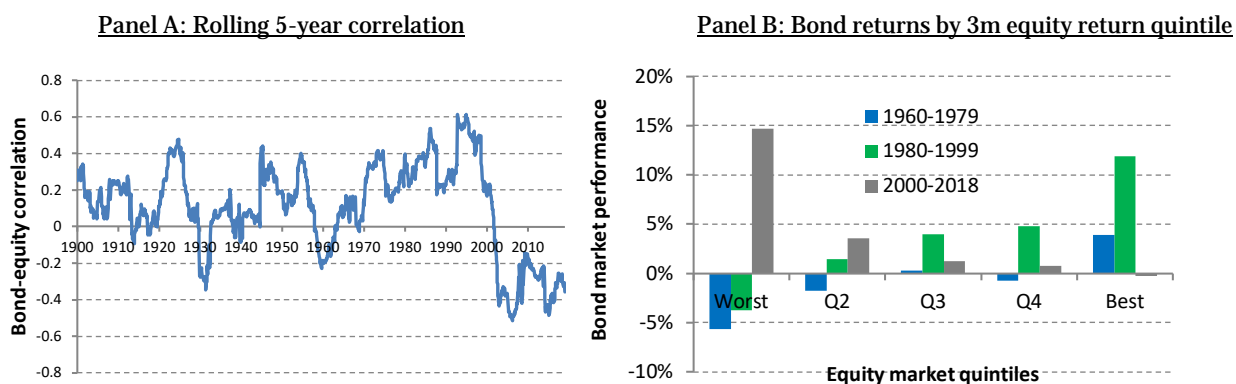 Panel A: Rolling 5-year correlation
0.8
0.6
0.4
0.2
0
-0.2
-0.4
-0.6
-0.8
1900 1910 1920 1930 1940 1950 1960 1970 1980 1990 2000 2010
Bond-equity correlation
Panel B: Bond returns by 3m equity return quintile
20%
15%
10%
5%
0%
-5%
-10%
Bond market performance
1960-1979
1980-1999
2000-2018
Worst Q2 Q3 Q4 Best
Equity market quintiles